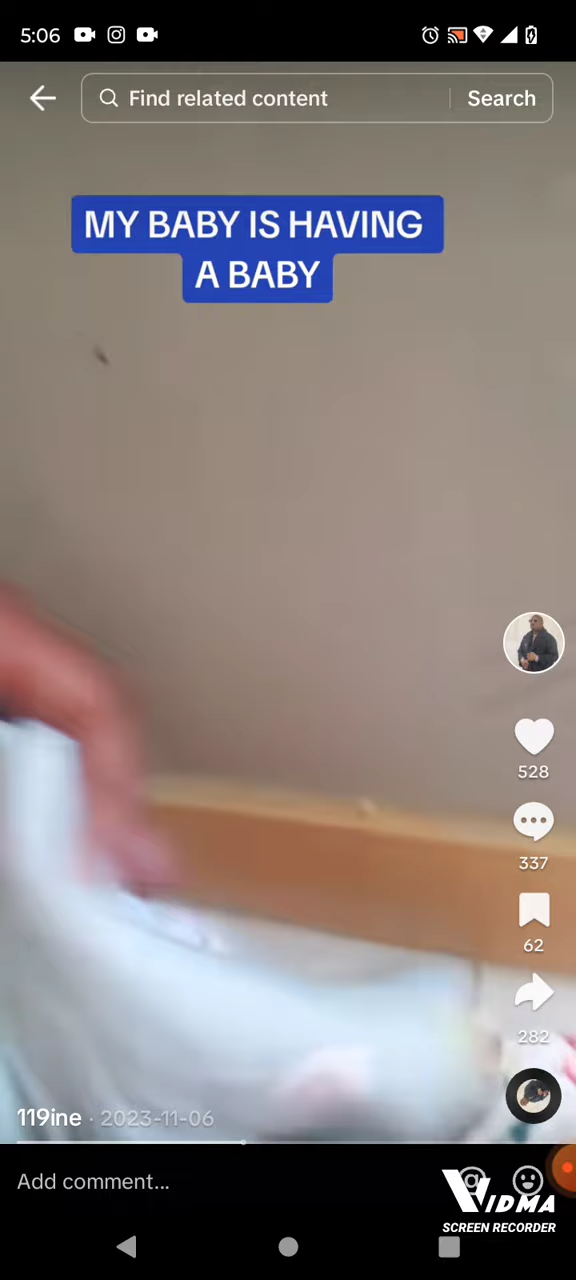 5:06
Find related content
Search
MY BABY IS HAVING
A BABY
528
337
62
282
119ine · 2023-11-06
Add comment...
VIDMA
SCREEN RECORDER